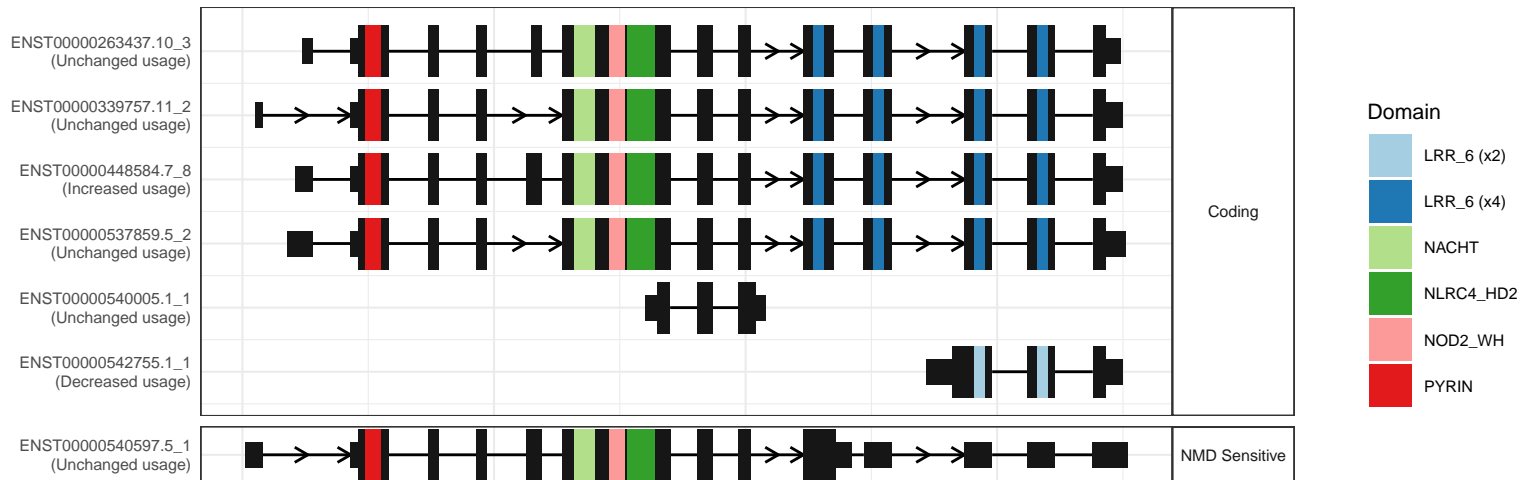 ENST00000263437.10_3
(Unchanged usage)
ENST00000339757.11_2
(Unchanged usage)
ENST00000448584.7_8
(Increased usage)
ENST00000537859.5_2
(Unchanged usage)
ENST00000540005.1_1
(Unchanged usage)
ENST00000542755.1_1
(Decreased usage)
Coding
ENST00000540597.5_1
(Unchanged usage)
NMD Sensitive
Domain
LRR_6 (x2)
LRR_6 (x4)
NACHT
NLRC4_HD2
NOD2_WH
PYRIN